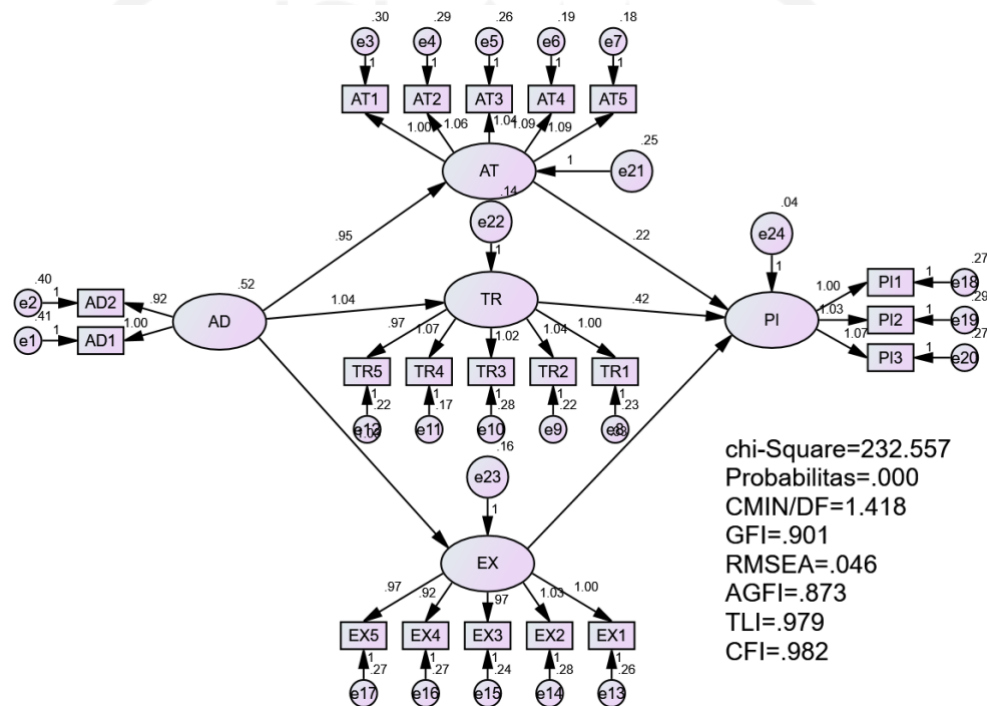 .30 .29 .26 .19 .18
e3 e4 e5 e6 e7
1 1 1 1 1
AT1 AT2 AT3 AT4 AT5
1.00 1.06 1.04 1.09 1.09
AT
1
e21
.25
.14
e22
1
.95
.22
.04
e24
1
.40
e2
1
AD2
.92
.41
e1
1
AD1
1.00
AD
.52
1.04
TR
.42
PI
1.00
PI1
1
e18
.27
1.03
PI2
1
e19
.29
1.07
PI3
1
e20
.27
.97 1.07 1.02 1.04 1.00
TR5 TR4 TR3 TR2 TR1
1 1 1 1 1
.22 .17 .28 .22 .23
e12 e11 e10 e9 e8
.16
e23
1
EX
.97 .92 .97 1.03 1.00
EX5 EX4 EX3 EX2 EX1
1 1 1 1 1
.27 .27 .24 .28 .26
e17 e16 e15 e14 e13
chi-Square=232.557
Probabilitas=.000
CMIN/DF=1.418
GFI=.901
RMSEA=.046
AGFI=.873
TLI=.979
CFI=.982